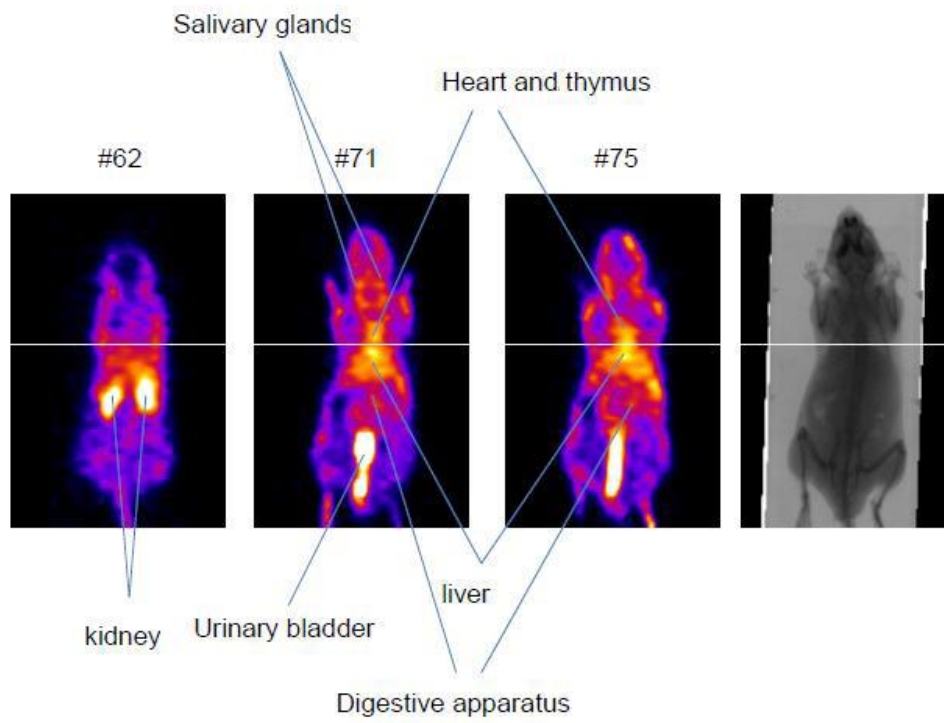 Salivary glands
Heart and thymus
#62
#71
#75
liver
kidney
Urinary bladder
Digestive apparatus